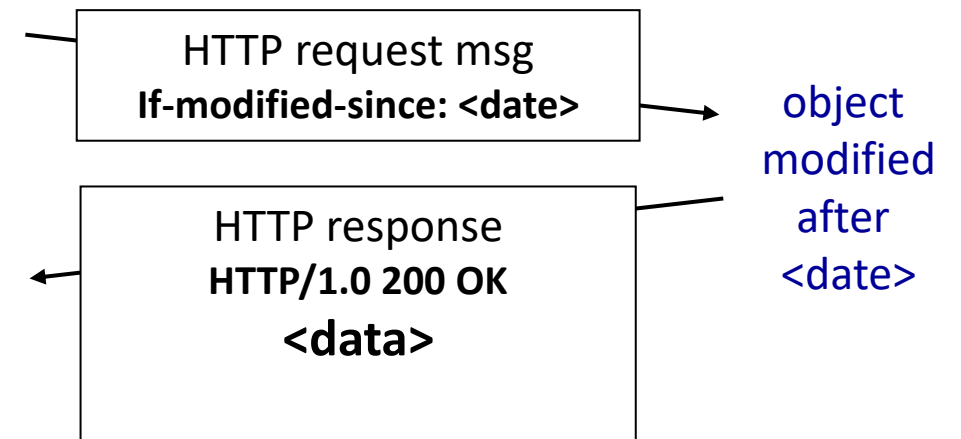 HTTP request msg
If-modified-since: <date>
object
modified
after
<date>
HTTP response
HTTP/1.0 200 OK
<data>